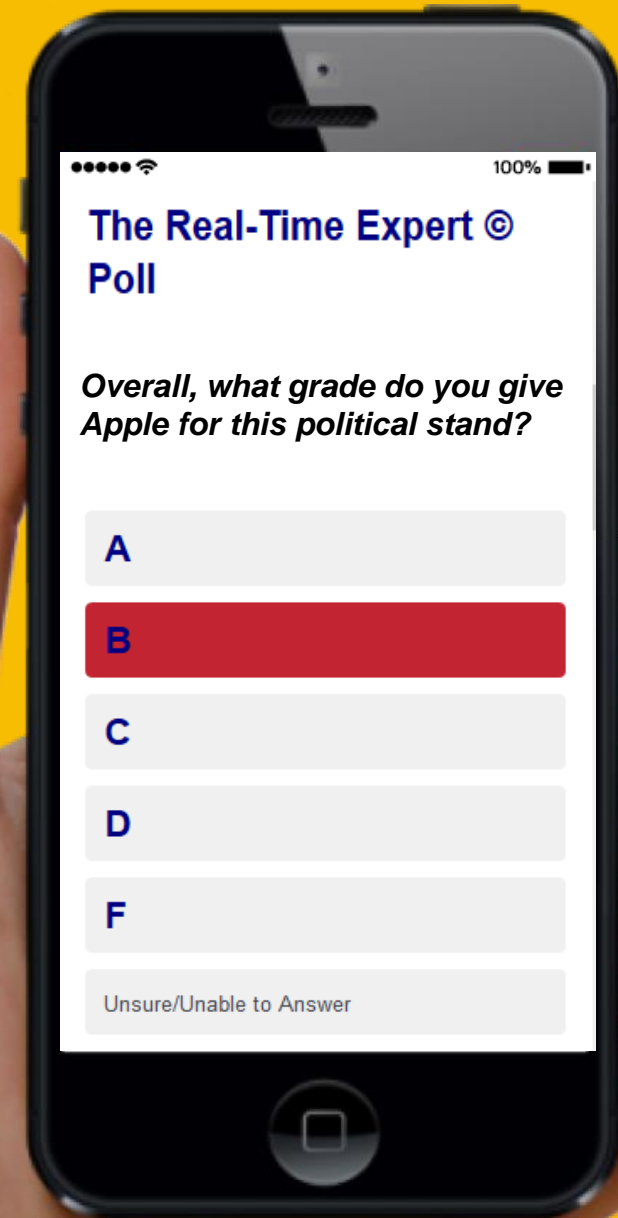 100%
The Real-Time Expert ©
Poll
Overall, what grade do you give
Apple for this political stand?
A
B
C
D
F
Unsure/Unable to Answer